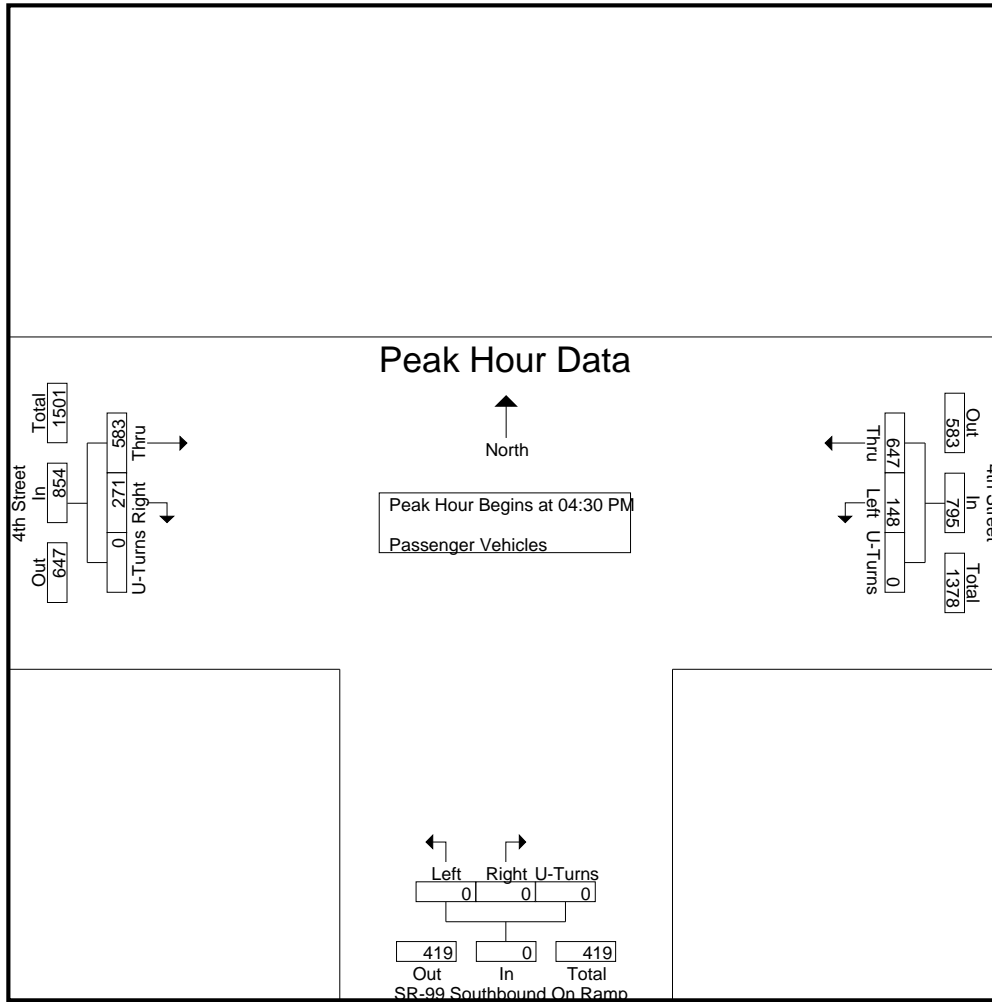 Peak Hour Data
North
Peak Hour Begins at 04:30 PM
Passenger Vehicles
4th Street
Total In Out
1501 854 647
583 271 0
Thru Right U-Turns
Thru Left U-Turns
647 148 0
Out In Total
583 795 1378
4th Street
Left Right U-Turns
0 0 0
419 0 419
Out In Total
SR-99 Southbound On Ramp